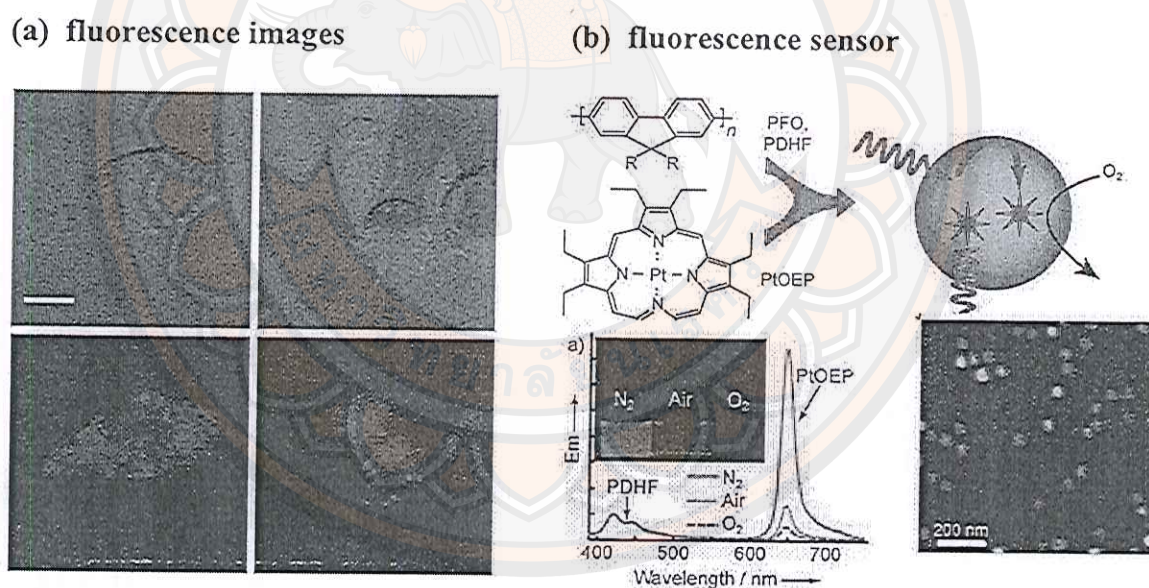 (a) fluorescence images
(b) fluorescence sensor
n
R R
PFO,
PDHF
O₂
N
N Pt N
N
PtOEP
a)
N₂ Air O₂
PtOEP
Em
PDHF
N₂
Air
O₂
400 500 600 700
Wavelength / nm
200 nm